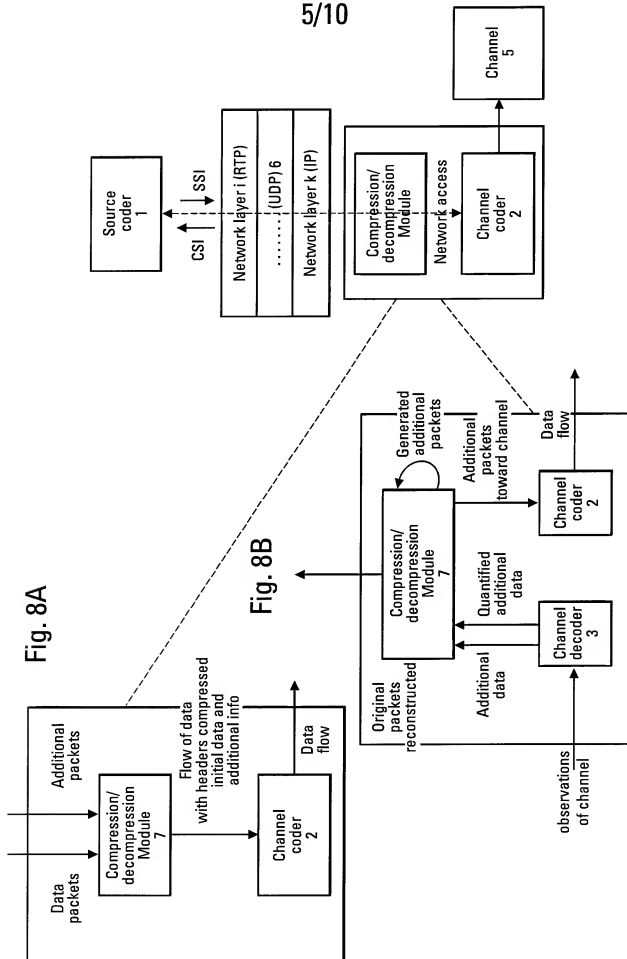 5/10
Source
coder
1
CSI
SSI
Network layer i (RTP)
........(UDP) 6
Network layer k (IP)
Compression/
decompression
Module
Network access
Channel
coder
2
Channel
5
Fig. 8A
Data
packets
Additional
packets
Compression/
decompression
Module
7
Flow of data
with headers compressed
initial data and
additional info
Channel
coder
2
Data
flow
Fig. 8B
Original
packets
reconstructed
Compression/
decompression
Module
7
Generated
additional
packets
Additional
data
Quantified
additional data
Additional
packets
toward channel
Channel
decoder
3
Channel
coder
2
Data
flow
observations
of channel